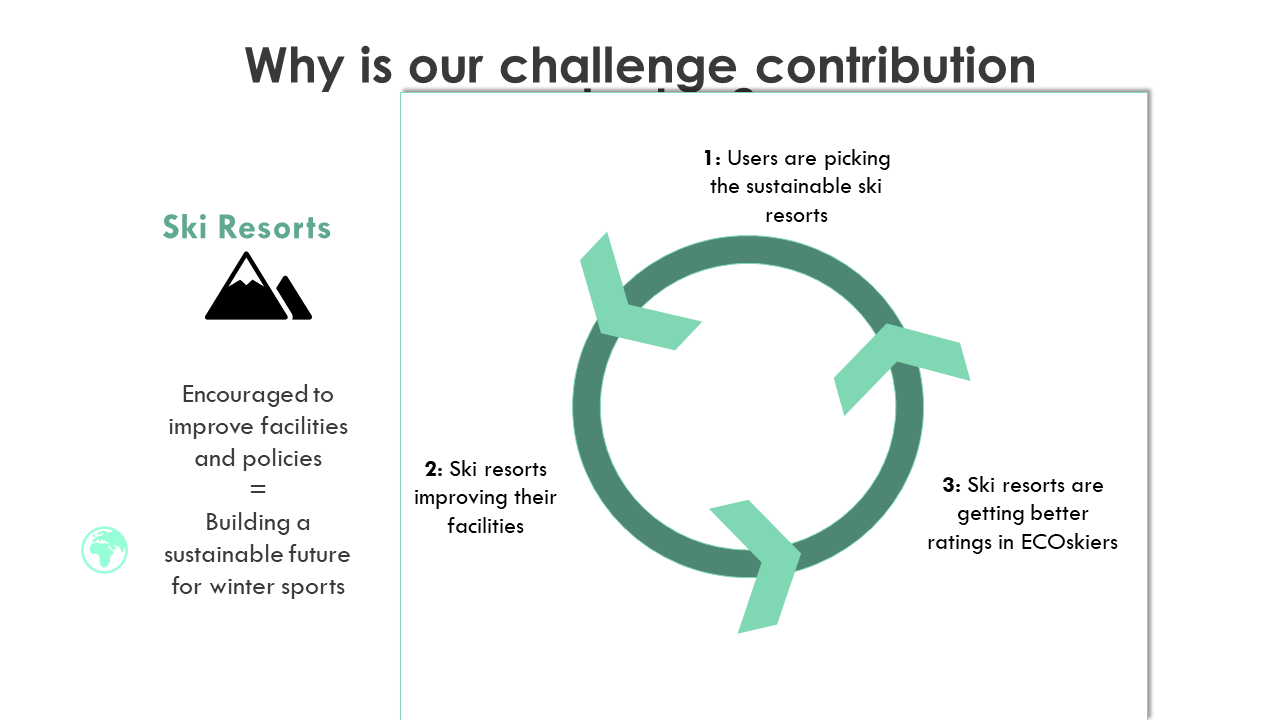 Why is our challenge contribution
Ski Resorts
Encouraged to
improve facilities
and policies
=
Building a
sustainable future
for winter sports
1: Users are picking
the sustainable ski
resorts
2: Ski resorts
improving their
facilities
3: Ski resorts are
getting better
ratings in ECOskiers